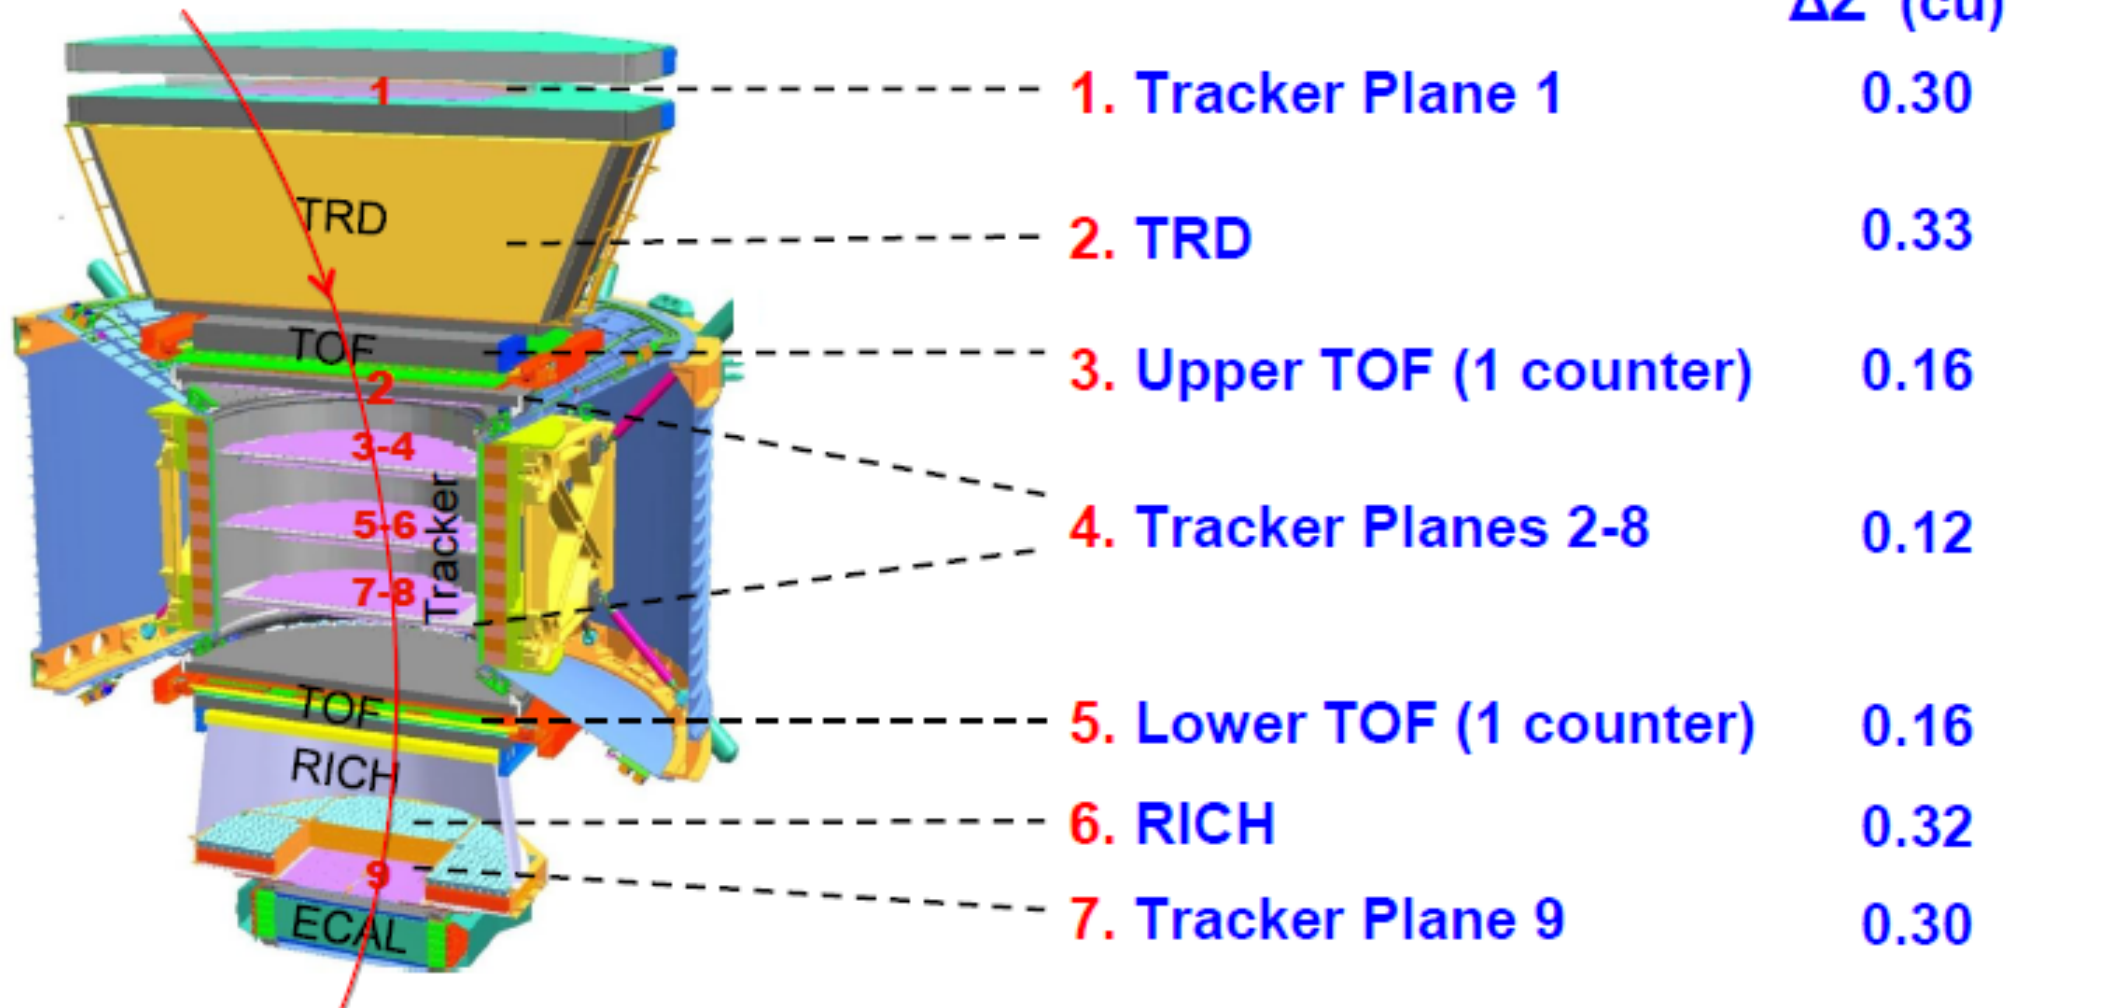 ΔZ (cu)
1
1. Tracker Plane 1 0.30
TRD
2. TRD 0.33
TOF
3. Upper TOF (1 counter) 0.16
2
3-4
5-6
Tracker
4. Tracker Planes 2-8 0.12
7-8
TOF
5. Lower TOF (1 counter) 0.16
RICH
6. RICH 0.32
9
7. Tracker Plane 9 0.30
ECAL